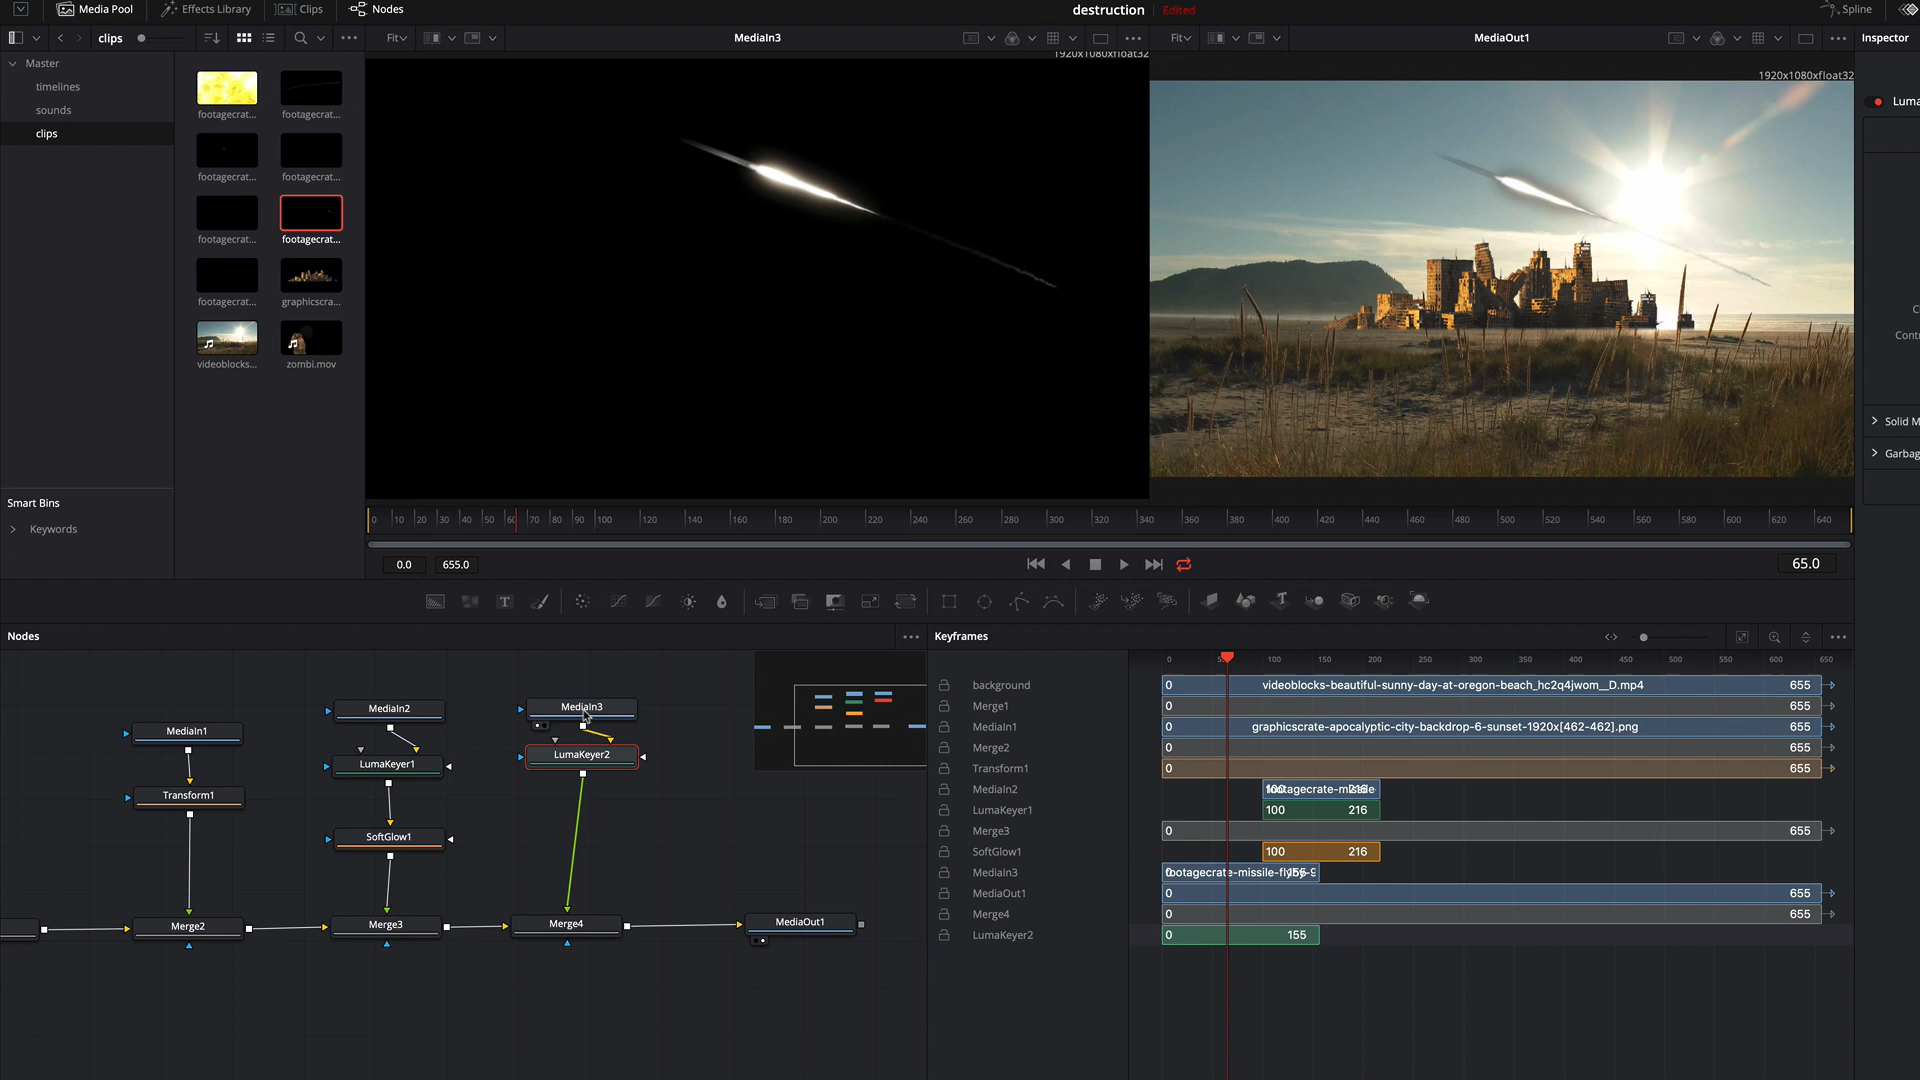 Media Pool
Effects Library
Clips
Nodes
destruction
Edited
Spline
clips
Fit
MediaIn3
Fit
MediaOut1
Inspector
1920x1080xfloat32
1920x1080xfloat32
Master
timelines
sounds
clips
footagecrat...
footagecrat...
footagecrat...
footagecrat...
footagecrat...
footagecrat...
footagecrat...
graphicscra...
videoblocks...
zombi.mov
Luma
Contr
Solid M
Garbag
Smart Bins
Keywords
0 10 20 30 40 50 60 70 80 90 100 120 140 160 180 200 220 240 260 280 300 320 340 360 380 400 420 440 460 480 500 520 540 560 580 600 620 640
0.0
655.0
65.0
Nodes
Keyframes
MediaIn1
Transform1
MediaIn2
LumaKeyer1
SoftGlow1
MediaIn3
LumaKeyer2
Merge2
Merge3
Merge4
MediaOut1
0 100 150 200 250 300 350 400 450 500 550 600 650
background 0 videoblocks-beautiful-sunny-day-at-oregon-beach_hc2q4jwom__D.mp4 655
Merge1 0 655
MediaIn1 0 graphicscrate-apocalyptic-city-backdrop-6-sunset-1920x[462-462].png 655
Merge2 0 655
Transform1 0 655
MediaIn2 100 footagecrate-missile 216
LumaKeyer1 100 216
Merge3 0 655
SoftGlow1 100 216
MediaIn3 0 footagecrate-missile-flyby-9 155
MediaOut1 0 655
Merge4 0 655
LumaKeyer2 0 155